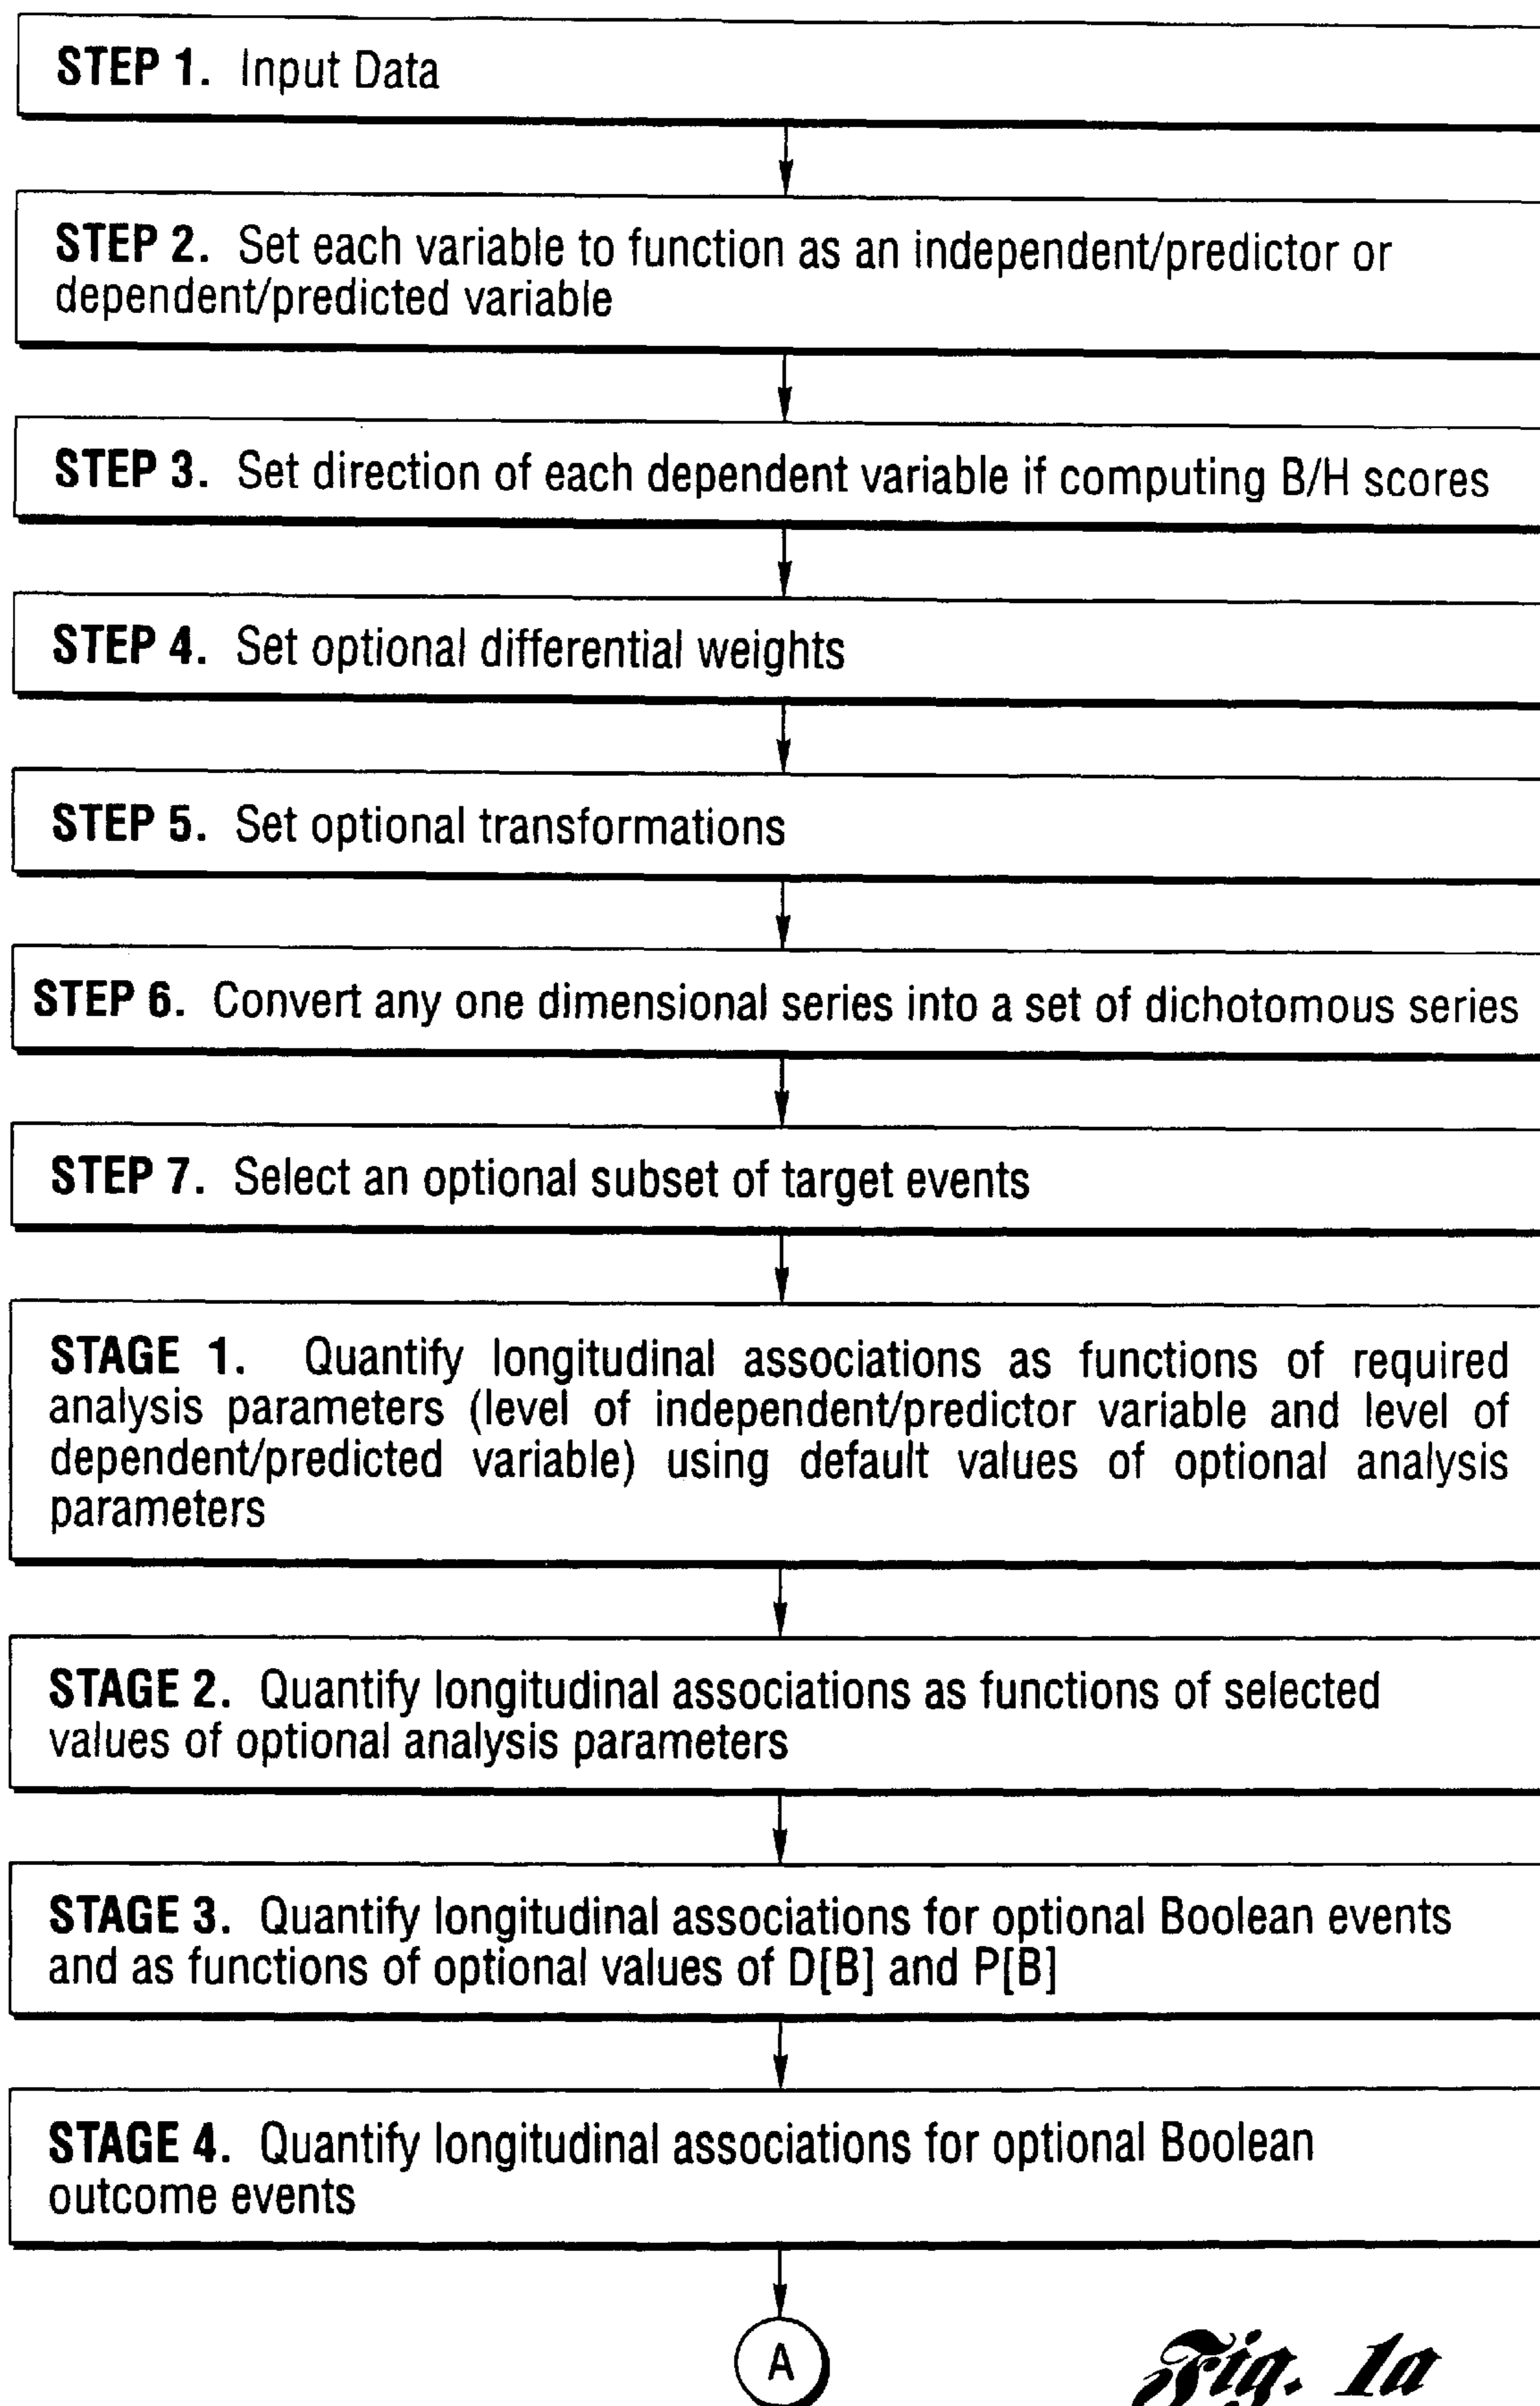 STEP 1. Input Data
STEP 2. Set each variable to function as an independent/predictor or
dependent/predicted variable
STEP 3. Set direction of each dependent variable if computing B/H scores
STEP 4. Set optional differential weights
STEP 5. Set optional transformations
STEP 6. Convert any one dimensional series into a set of dichotomous series
STEP 7. Select an optional subset of target events
STAGE 1. Quantify longitudinal associations as functions of required
analysis parameters (level of independent/predictor variable and level of
dependent/predicted variable) using default values of optional analysis
parameters
STAGE 2. Quantify longitudinal associations as functions of selected
values of optional analysis parameters
STAGE 3. Quantify longitudinal associations for optional Boolean events
and as functions of optional values of D[B] and P[B]
STAGE 4. Quantify longitudinal associations for optional Boolean
outcome events
A
Fig. 1a